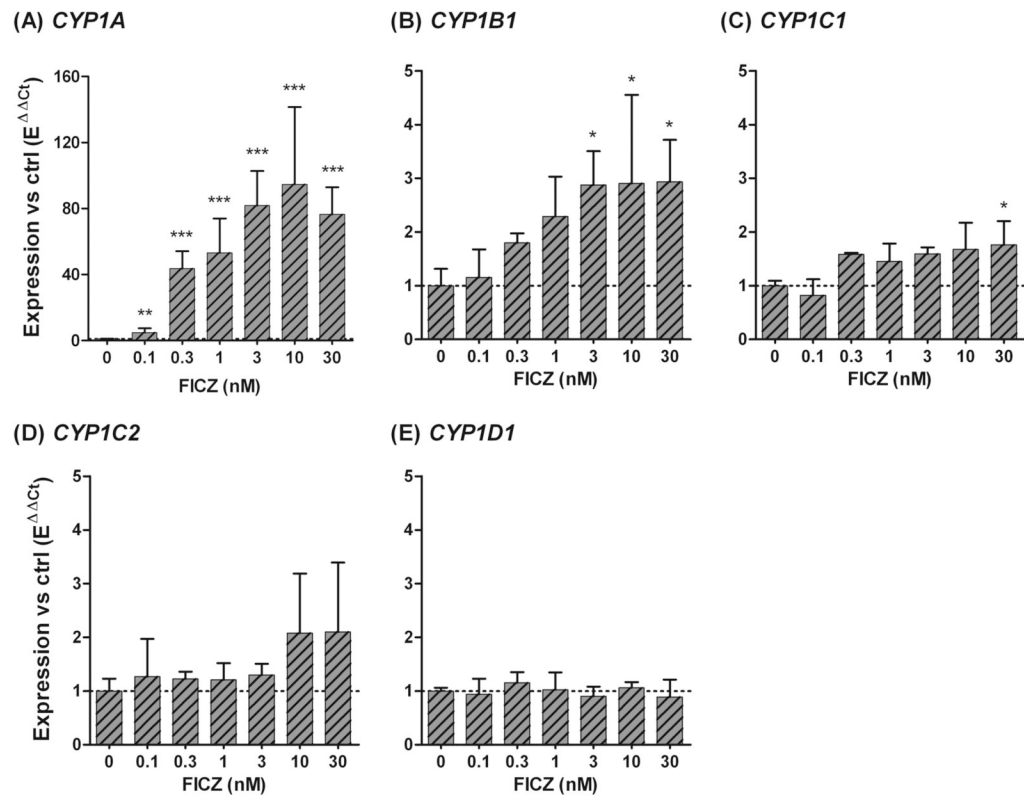 (A) CYP1A
Expression vs ctrl (E^ΔΔCt)
160
120
80
40
0
**
***
***
***
***
***
0 0.1 0.3 1 3 10 30
FICZ (nM)
(B) CYP1B1
5
4
3
2
1
0
*
*
*
0 0.1 0.3 1 3 10 30
FICZ (nM)
(C) CYP1C1
5
4
3
2
1
0
*
0 0.1 0.3 1 3 10 30
FICZ (nM)
(D) CYP1C2
Expression vs ctrl (E^ΔΔCt)
5
4
3
2
1
0
0 0.1 0.3 1 3 10 30
FICZ (nM)
(E) CYP1D1
5
4
3
2
1
0
0 0.1 0.3 1 3 10 30
FICZ (nM)